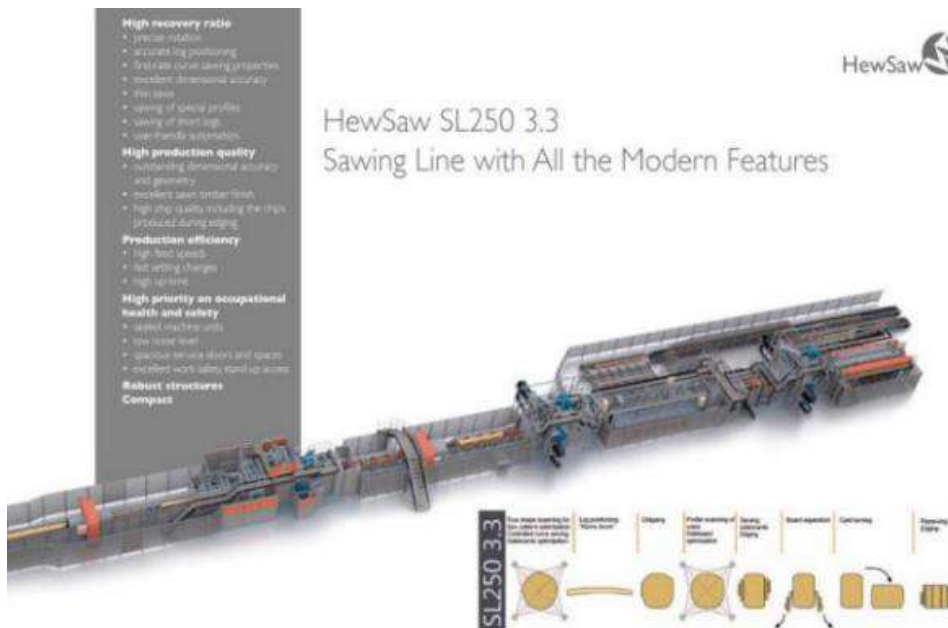 High recovery ratio
• precise rotation
• accurate log positioning
• first-rate curve sawing properties
• excellent dimensional accuracy
• thin saws
• sawing of special profiles
• sawing of short logs
• user-friendly automation
High production quality
• outstanding dimensional accuracy
and geometry
• excellent sawn timber finish
• high chip quality including the chips
produced during edging
Production efficiency
• high feed speeds
• fast setting changes
• high uptime
High priority on occupational
health and safety
• sealed machine units
• low noise level
• spacious service doors and spaces
• excellent work safety stand-up access
Robust structures
Compact
HewSaw
HewSaw SL250 3.3
Sawing Line with All the Modern Features
SL250 3.3
Log positioning
Chipping
Profile scanning of
optimization
Board separation